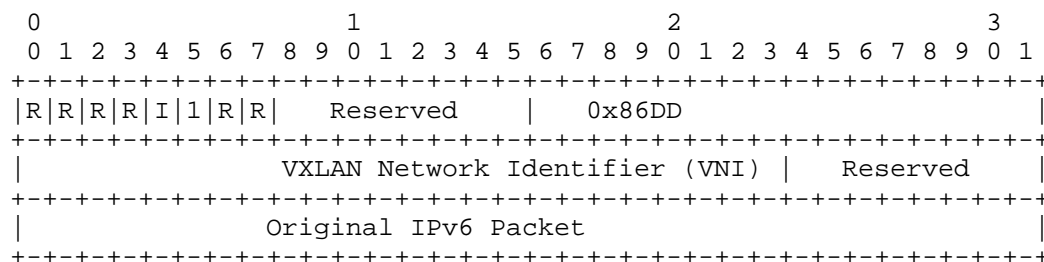 0                   1                   2                   3
 0 1 2 3 4 5 6 7 8 9 0 1 2 3 4 5 6 7 8 9 0 1 2 3 4 5 6 7 8 9 0 1
+-+-+-+-+-+-+-+-+-+-+-+-+-+-+-+-+-+-+-+-+-+-+-+-+-+-+-+-+-+-+-+-+
|R|R|R|R|I|1|R|R|   Reserved    |   0x86DD                      |
+-+-+-+-+-+-+-+-+-+-+-+-+-+-+-+-+-+-+-+-+-+-+-+-+-+-+-+-+-+-+-+-+
|                VXLAN Network Identifier (VNI) |   Reserved    |
+-+-+-+-+-+-+-+-+-+-+-+-+-+-+-+-+-+-+-+-+-+-+-+-+-+-+-+-+-+-+-+-+
|               Original IPv6 Packet                            |
+-+-+-+-+-+-+-+-+-+-+-+-+-+-+-+-+-+-+-+-+-+-+-+-+-+-+-+-+-+-+-+-+